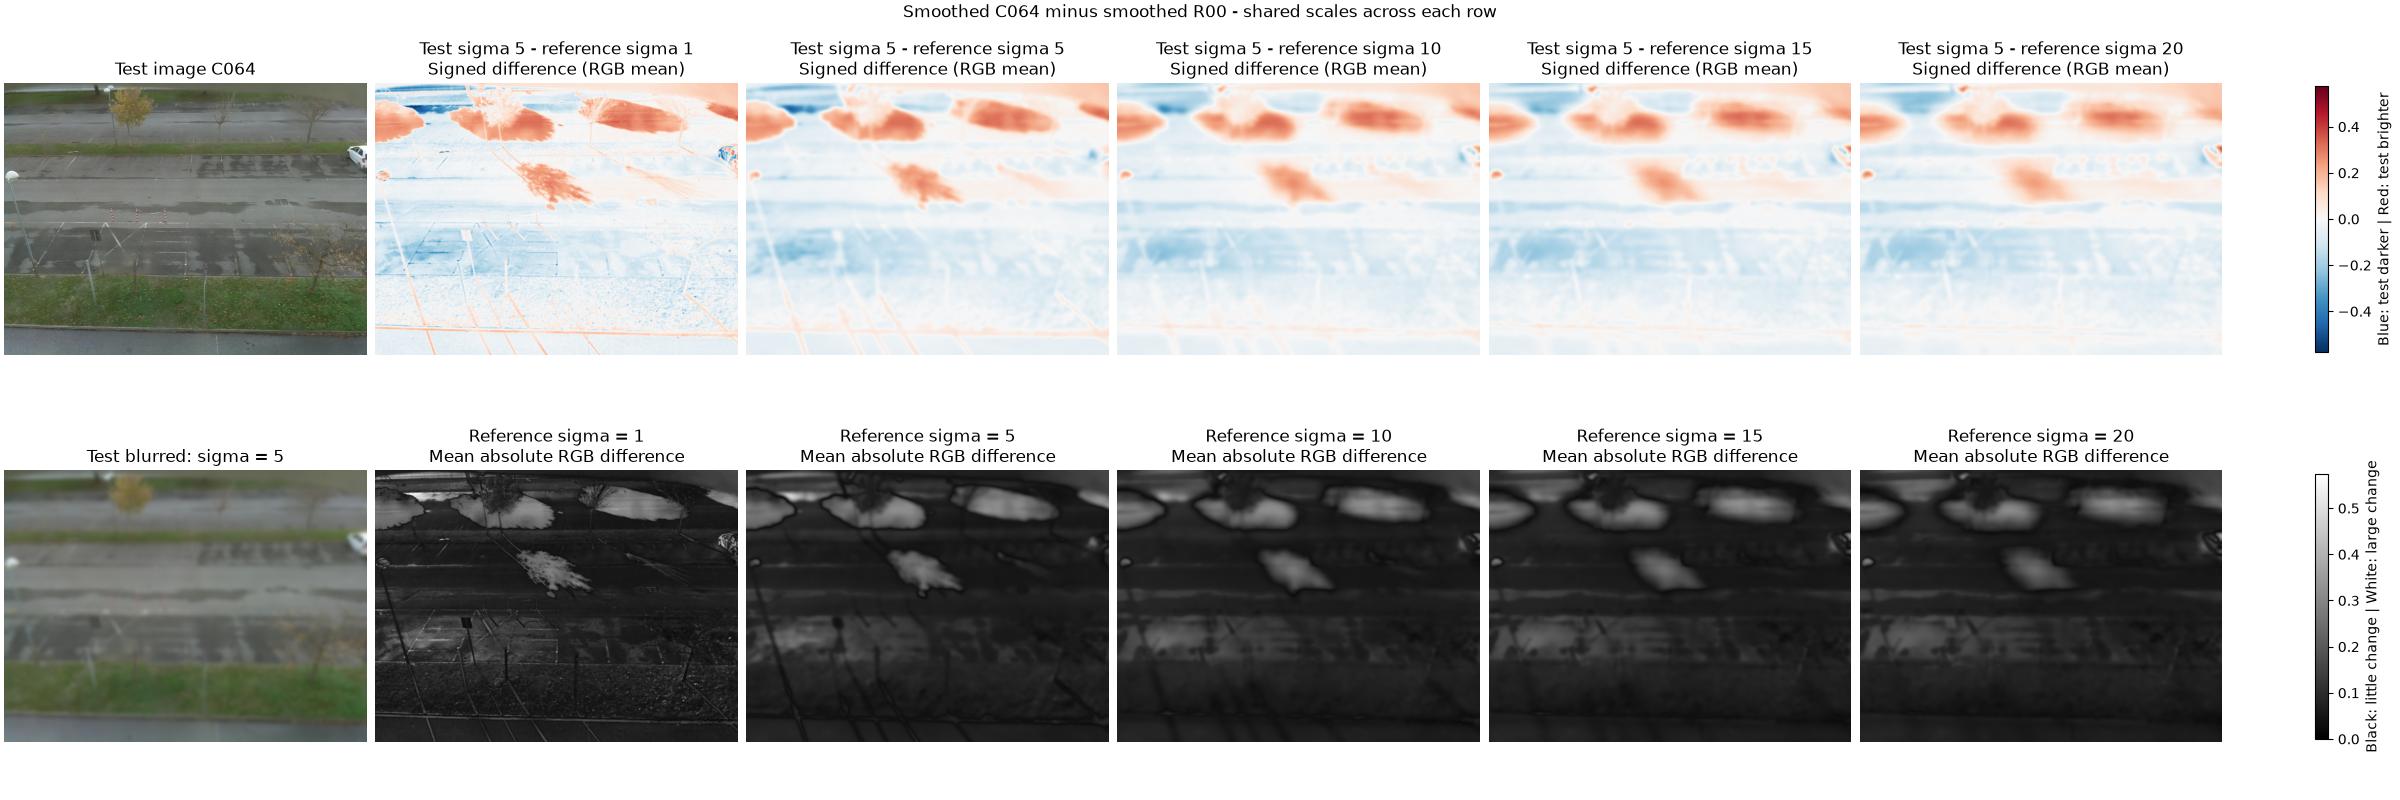 Smoothed C064 minus smoothed R00 - shared scales across each row
Test image C064
Test sigma 5 - reference sigma 1
Signed difference (RGB mean)
Test sigma 5 - reference sigma 5
Signed difference (RGB mean)
Test sigma 5 - reference sigma 10
Signed difference (RGB mean)
Test sigma 5 - reference sigma 15
Signed difference (RGB mean)
Test sigma 5 - reference sigma 20
Signed difference (RGB mean)
0.4
0.2
0.0
−0.2
−0.4
Blue: test darker | Red: test brighter
Test blurred: sigma = 5
Reference sigma = 1
Mean absolute RGB difference
Reference sigma = 5
Mean absolute RGB difference
Reference sigma = 10
Mean absolute RGB difference
Reference sigma = 15
Mean absolute RGB difference
Reference sigma = 20
Mean absolute RGB difference
0.5
0.4
0.3
0.2
0.1
0.0
Black: little change | White: large change